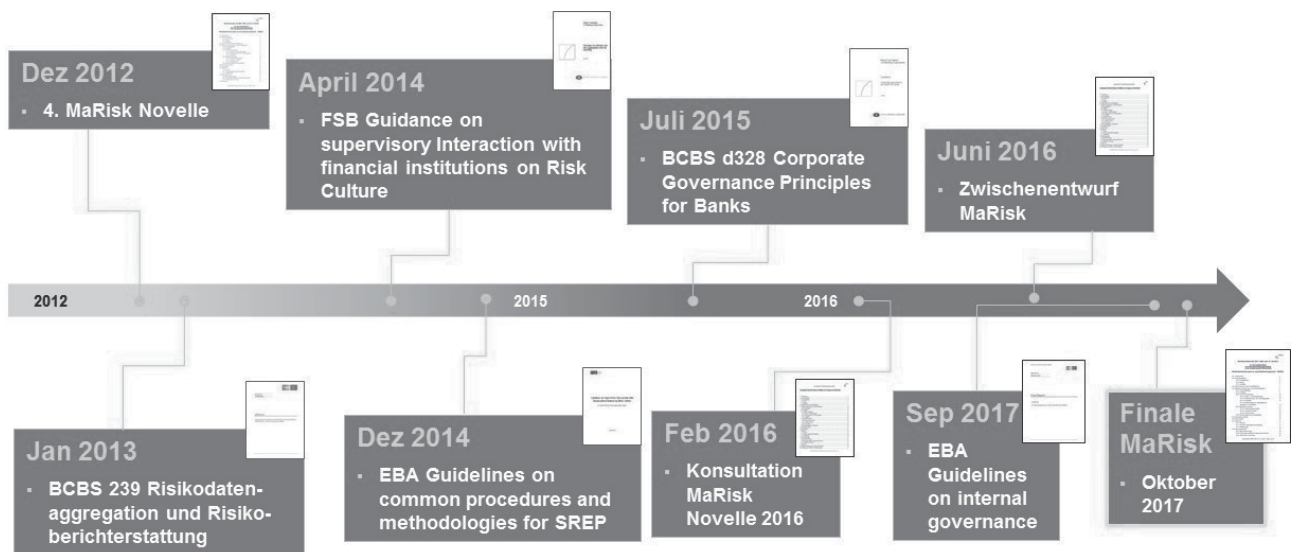 Dez 2012
▪ 4. MaRisk Novelle
April 2014
▪ FSB Guidance on
supervisory Interaction with
financial institutions on Risk
Culture
Juli 2015
▪ BCBS d328 Corporate
Governance Principles
for Banks
Juni 2016
▪ Zwischenentwurf
MaRisk
2012
2015
2016
Jan 2013
▪ BCBS 239 Risikodaten-
aggregation und Risiko-
berichterstattung
Dez 2014
▪ EBA Guidelines on
common procedures and
methodologies for SREP
Feb 2016
▪ Konsultation
MaRisk
Novelle 2016
Sep 2017
▪ EBA
Guidelines
on internal
governance
Finale
MaRisk
▪ Oktober
2017